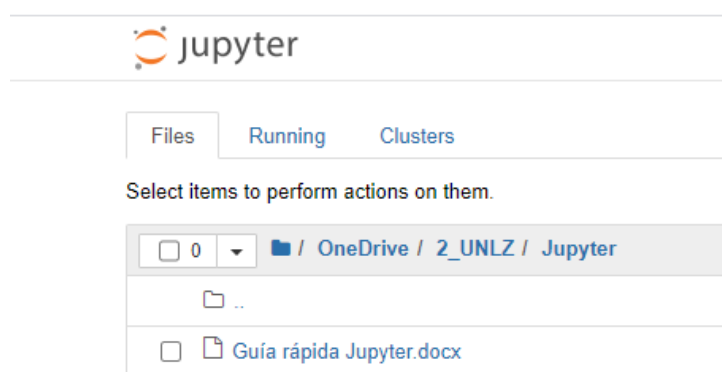 jupyter
Files Running Clusters
Select items to perform actions on them.
0 / OneDrive / 2_UNLZ / Jupyter
..
Guía rápida Jupyter.docx